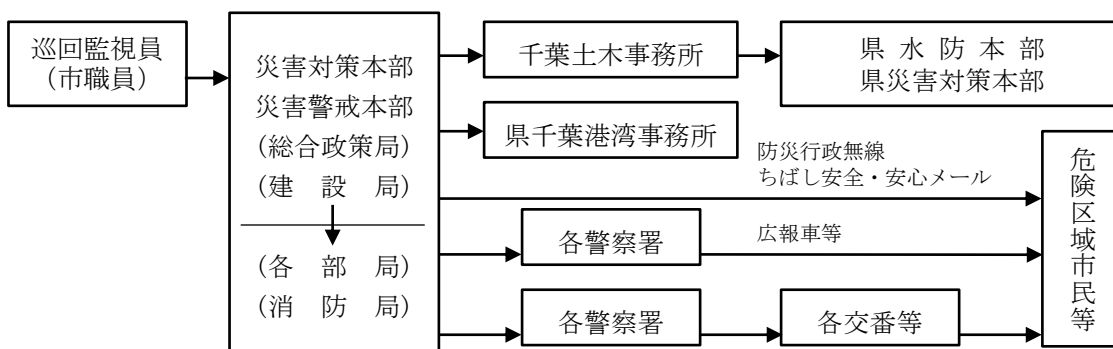 巡回監視員
（市職員）
災害対策本部
災害警戒本部
(総合政策局)
(建　設　局)
(各　部　局)
(消　防　局)
千葉土木事務所
県 水 防 本 部
県災害対策本部
県千葉港湾事務所
防災行政無線
ちばし安全・安心メール
各警察署
広報車等
各警察署
各交番等
危険区域市民等